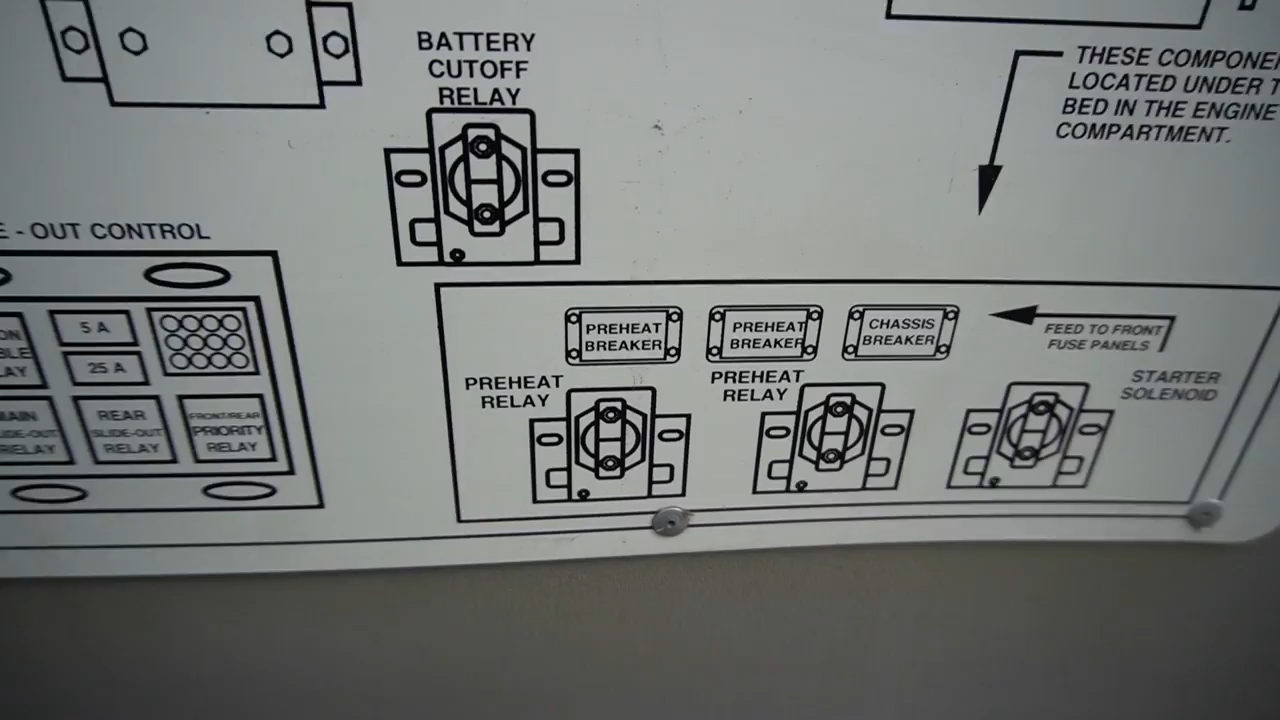 BATTERY
CUTOFF
RELAY
THESE
LOCATED UNDER
BED IN THE ENGINE
COMPARTMENT.
- OUT CONTROL
5 A
25 A
REAR
SLIDE-OUT
RELAY
FRONT/REAR
PRIORITY
RELAY
PREHEAT
BREAKER
PREHEAT
BREAKER
CHASSIS
BREAKER
FEED TO FRONT
FUSE PANELS
PREHEAT
RELAY
PREHEAT
RELAY
STARTER
SOLENOID